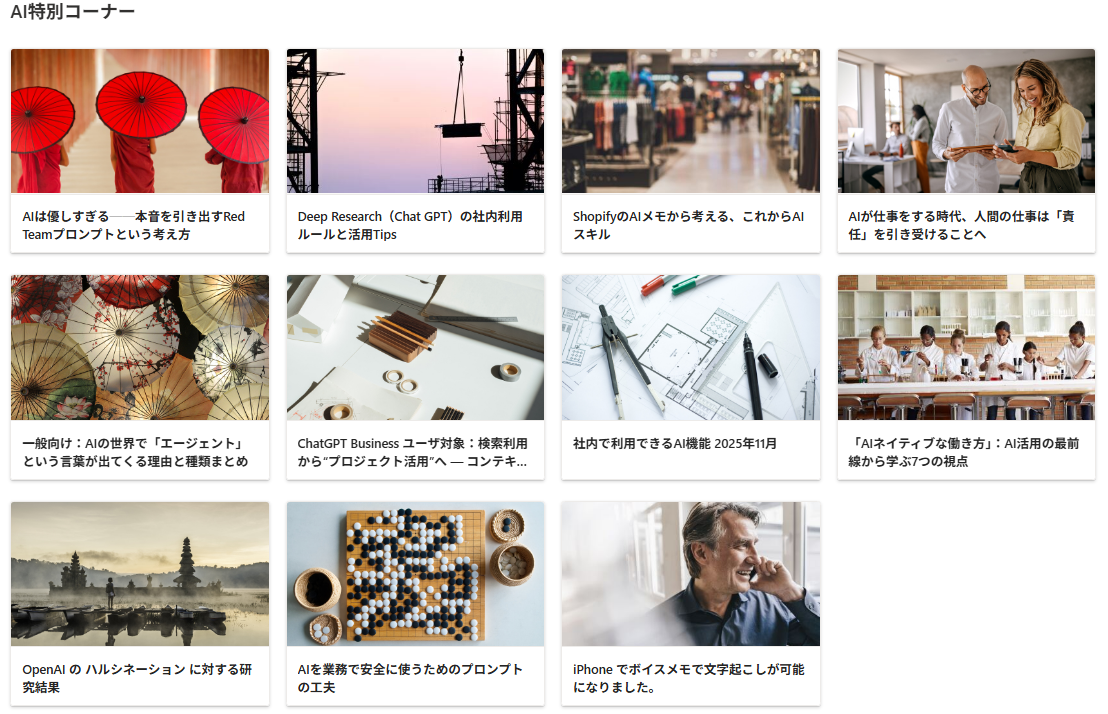 AI特別コーナー
AIは優しすぎる──本音を引き出すRed
Teamプロンプトという考え方
Deep Research（Chat GPT）の社内利用
ルールと活用Tips
ShopifyのAIメモから考える、これからAI
スキル
AIが仕事をする時代、人間の仕事は「責
任」を引き受けることへ
一般向け：AIの世界で「エージェント」
という言葉が出てくる理由と種類まとめ
ChatGPT Business ユーザ対象：検索利用
から“プロジェクト活用”へ — コンテキ...
社内で利用できるAI機能 2025年11月
「AIネイティブな働き方」：AI活用の最前
線から学ぶ7つの視点
OpenAI の ハルシネーション に対する研
究結果
AIを業務で安全に使うためのプロンプト
の工夫
iPhone でボイスメモで文字起こしが可能
になりました。